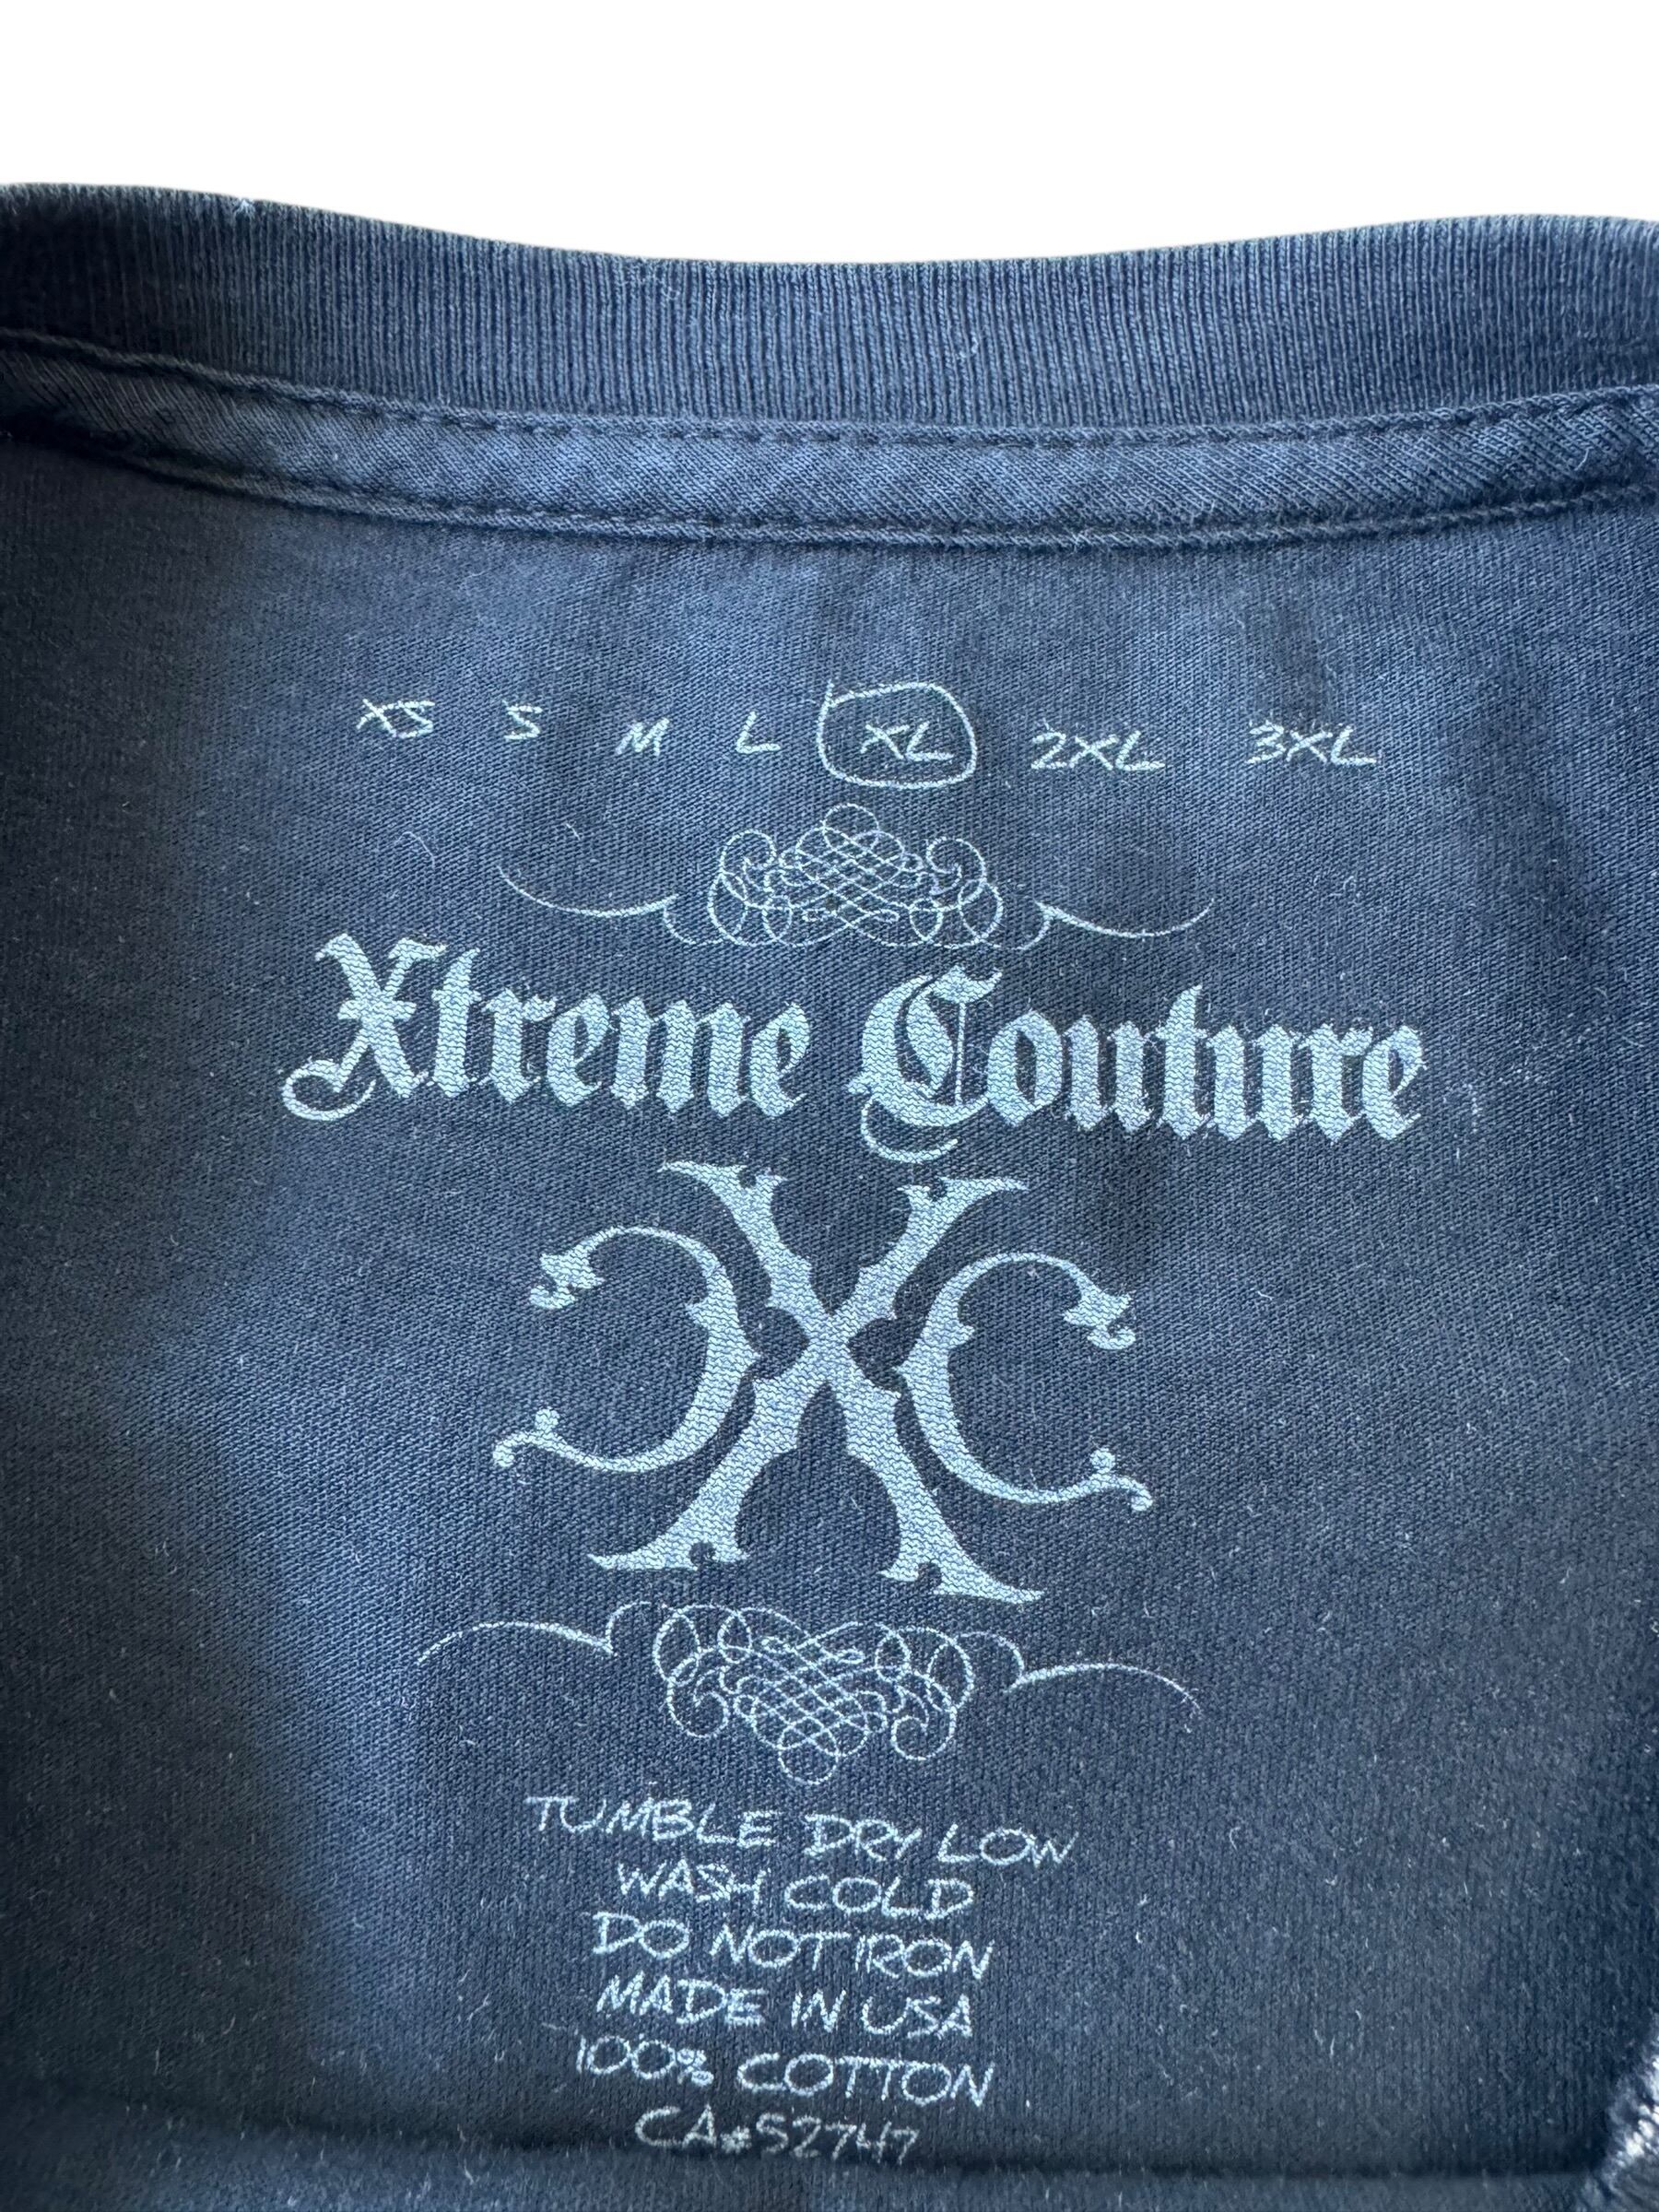 XS S M L XL 2XL 3XL
Xtreme Couture
TUMBLE DRY LOW
WASH COLD
DO NOT IRON
MADE IN USA
100% COTTON
CA#52747